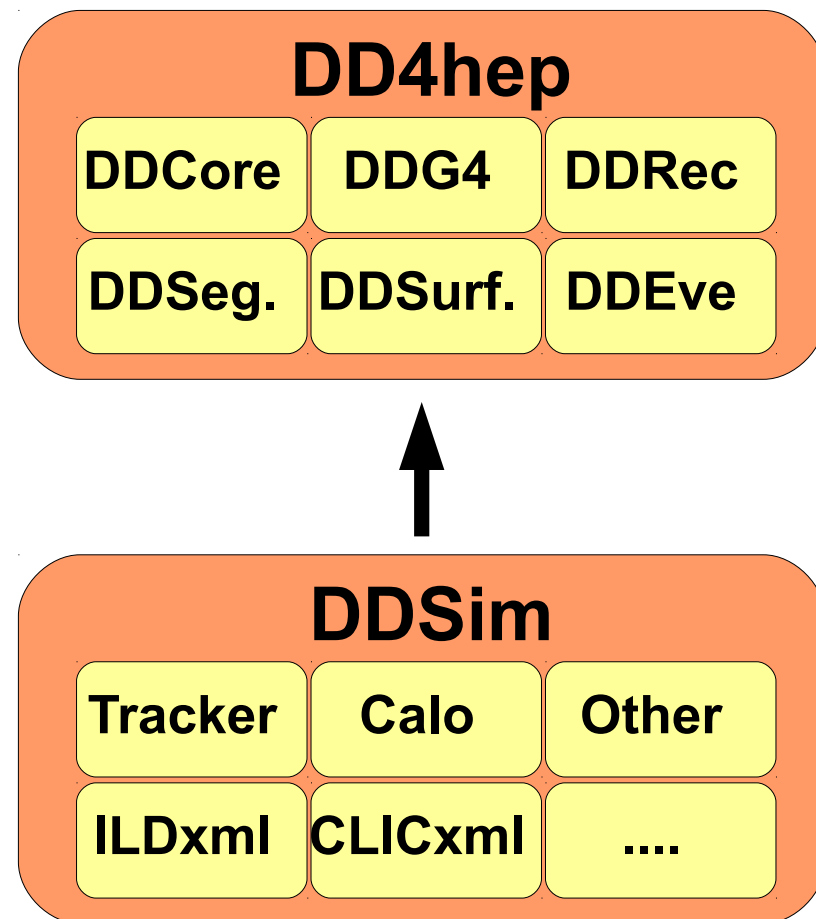 DD4hep
DDCore DDG4 DDRec
DDSeg. DDSurf. DDEve
DDSim
Tracker Calo Other
ILDxml CLICxml ....